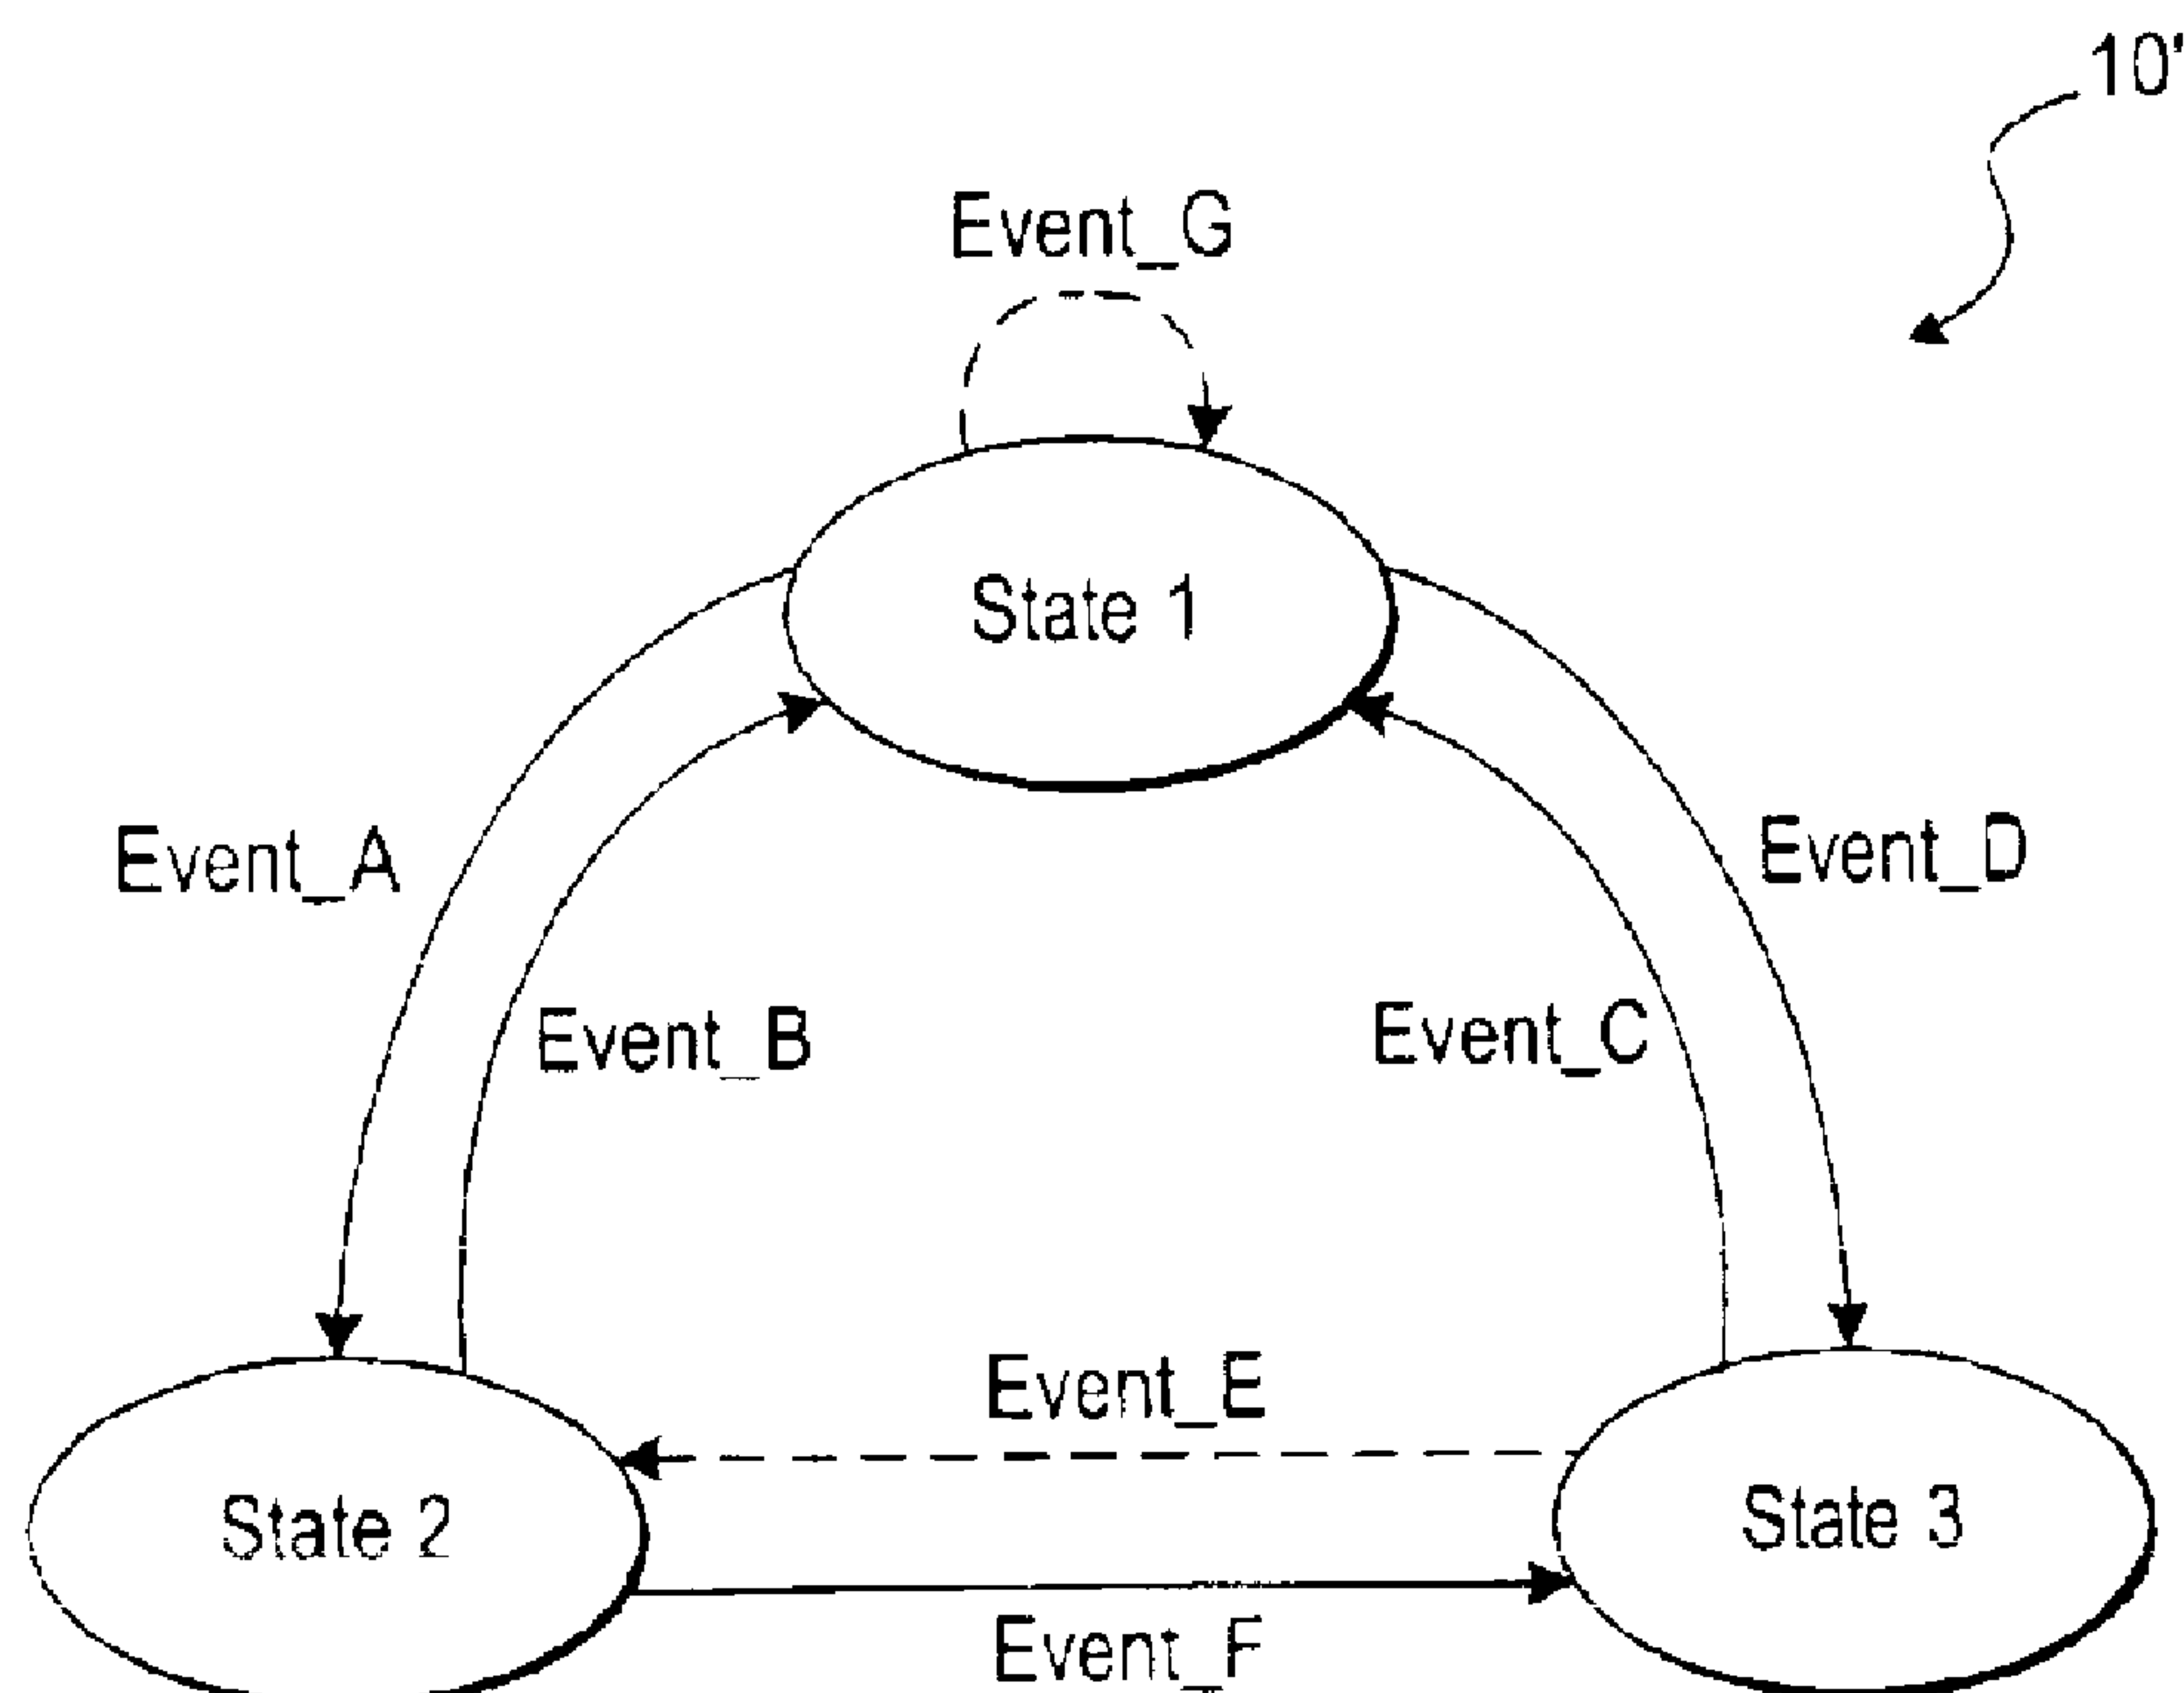 10'
Event_G
State 1
Event_A
Event_D
Event_B
Event_C
Event_E
State 2
State 3
Event_F